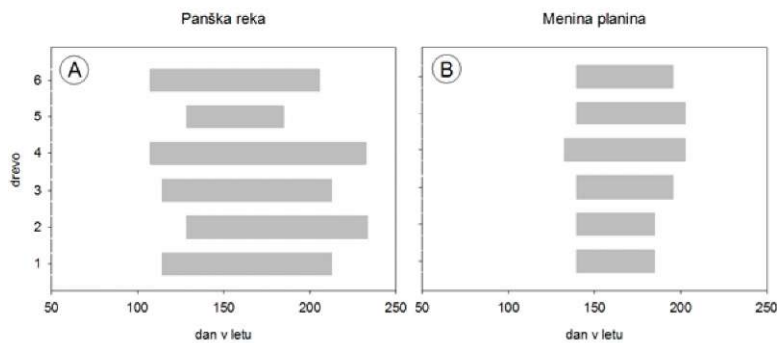 Panška reka
Menina planina
A
B
6
5
4
3
2
1
drevo
50
100
150
200
250
50
100
150
200
250
dan v letu
dan v letu